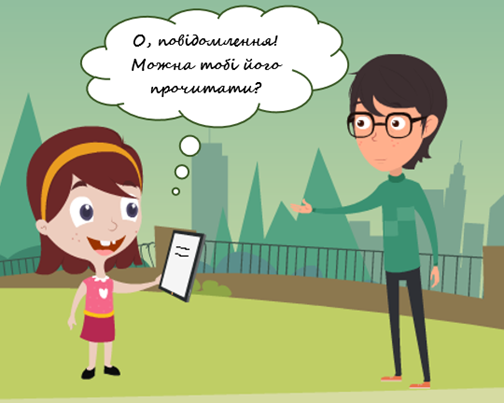 О, повідомлення!
Можна тобі його
прочитати?